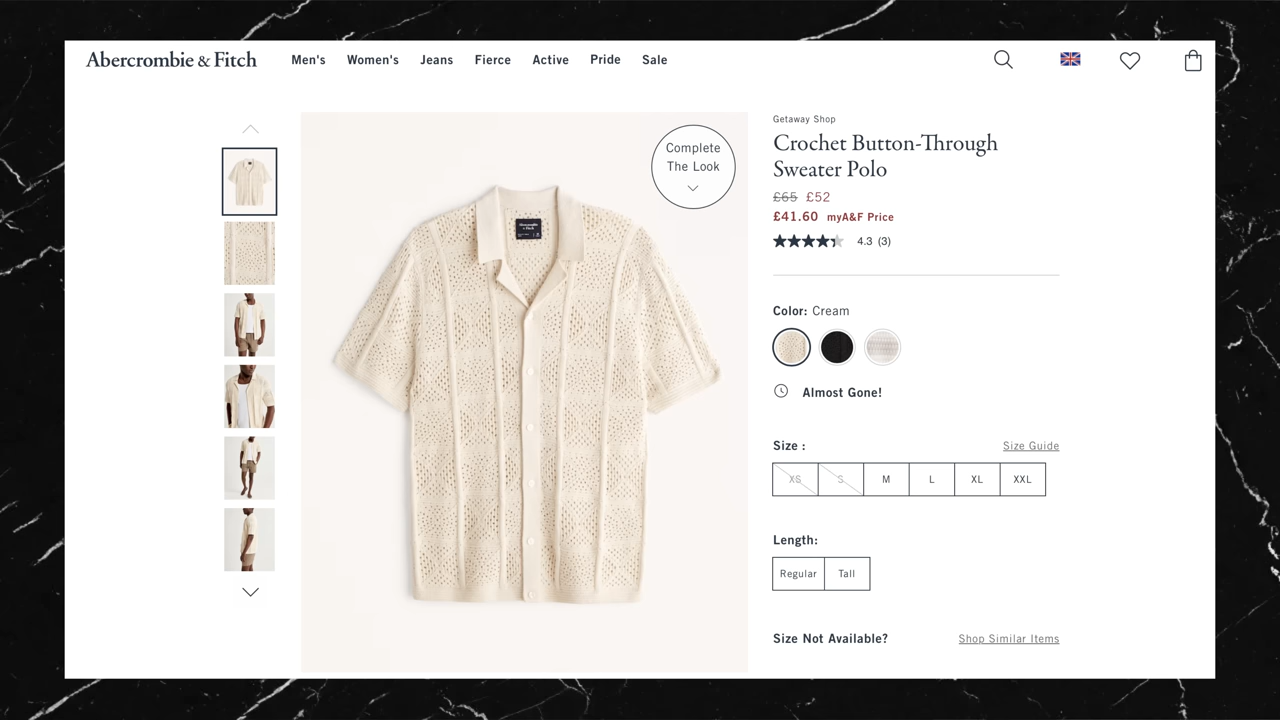 Abercrombie & Fitch
Men's Women's Jeans Fierce Active Pride Sale
Complete
The Look
Abercrombie
& Fitch
Getaway Shop
Crochet Button-Through
Sweater Polo
£65 £52
£41.60 myA&F Price
4.3 (3)
Color: Cream
Almost Gone!
Size : Size Guide
XS S M L XL XXL
Length:
Regular Tall
Size Not Available? Shop Similar Items